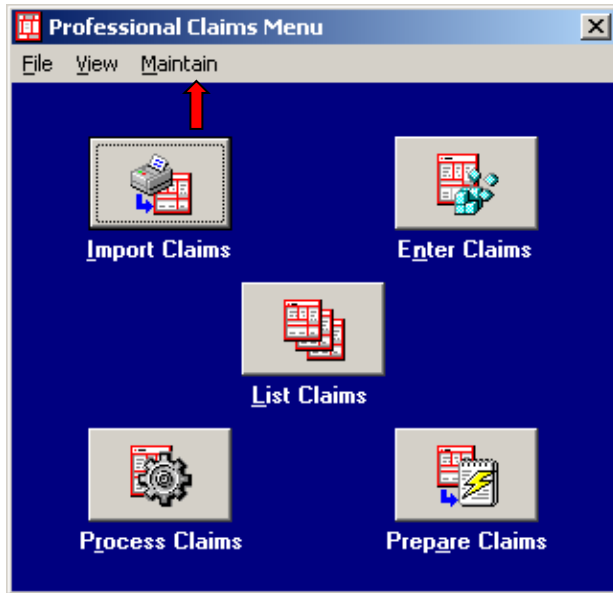 Professional Claims Menu
File View Maintain
Import Claims Enter Claims
List Claims
Process Claims Prepare Claims